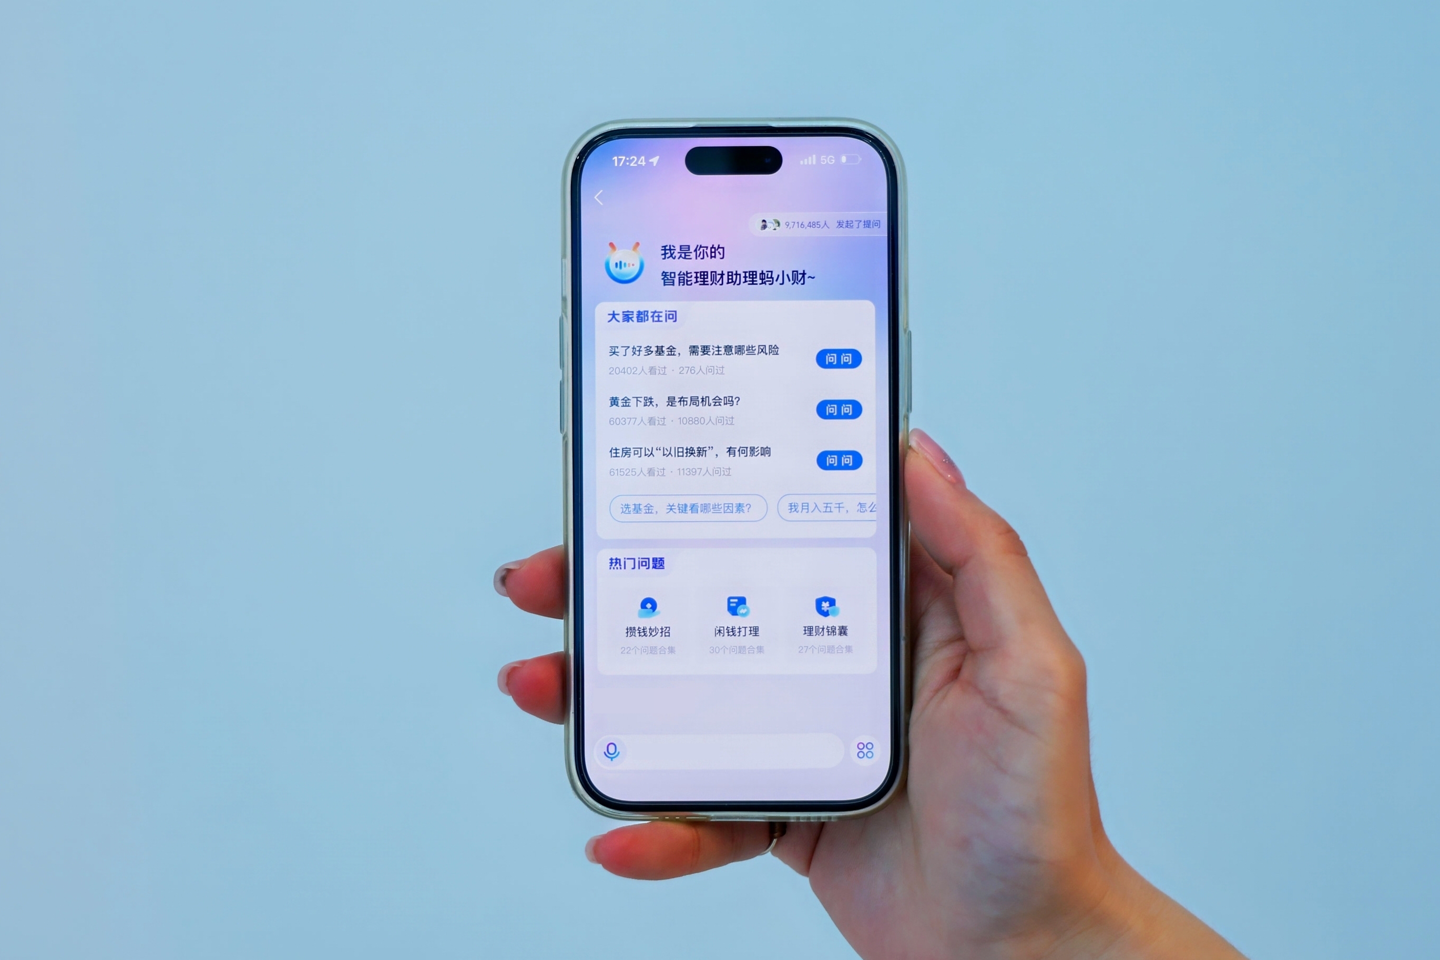 17:24 5G
9,716,485人 发起了提问
我是你的
智能理财助理蚂小财~
大家都在问
买了好多基金，需要注意哪些风险
问问
20402人看过 · 276人问过
黄金下跌，是布局机会吗？
问问
60377人看过 · 10880人问过
住房可以“以旧换新”，有何影响
问问
61525人看过 · 11397人问过
选基金，关键看哪些因素？ 我月入五千，怎么
热门问题
攒钱妙招 闲钱打理 理财锦囊
22个问题合集 30个问题合集 27个问题合集